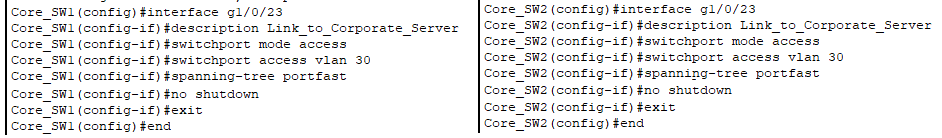 Core_SW1(config)#interface g1/0/23
Core_SW1(config-if)#description Link_to_Corporate_Server
Core_SW1(config-if)#switchport mode access
Core_SW1(config-if)#switchport access vlan 30
Core_SW1(config-if)#spanning-tree portfast
Core_SW1(config-if)#no shutdown
Core_SW1(config-if)#exit
Core_SW1(config)#end
Core_SW2(config)#interface g1/0/23
Core_SW2(config-if)#description Link_to_Corporate_Server
Core_SW2(config-if)#switchport mode access
Core_SW2(config-if)#switchport access vlan 30
Core_SW2(config-if)#spanning-tree portfast
Core_SW2(config-if)#no shutdown
Core_SW2(config-if)#exit
Core_SW2(config)#end